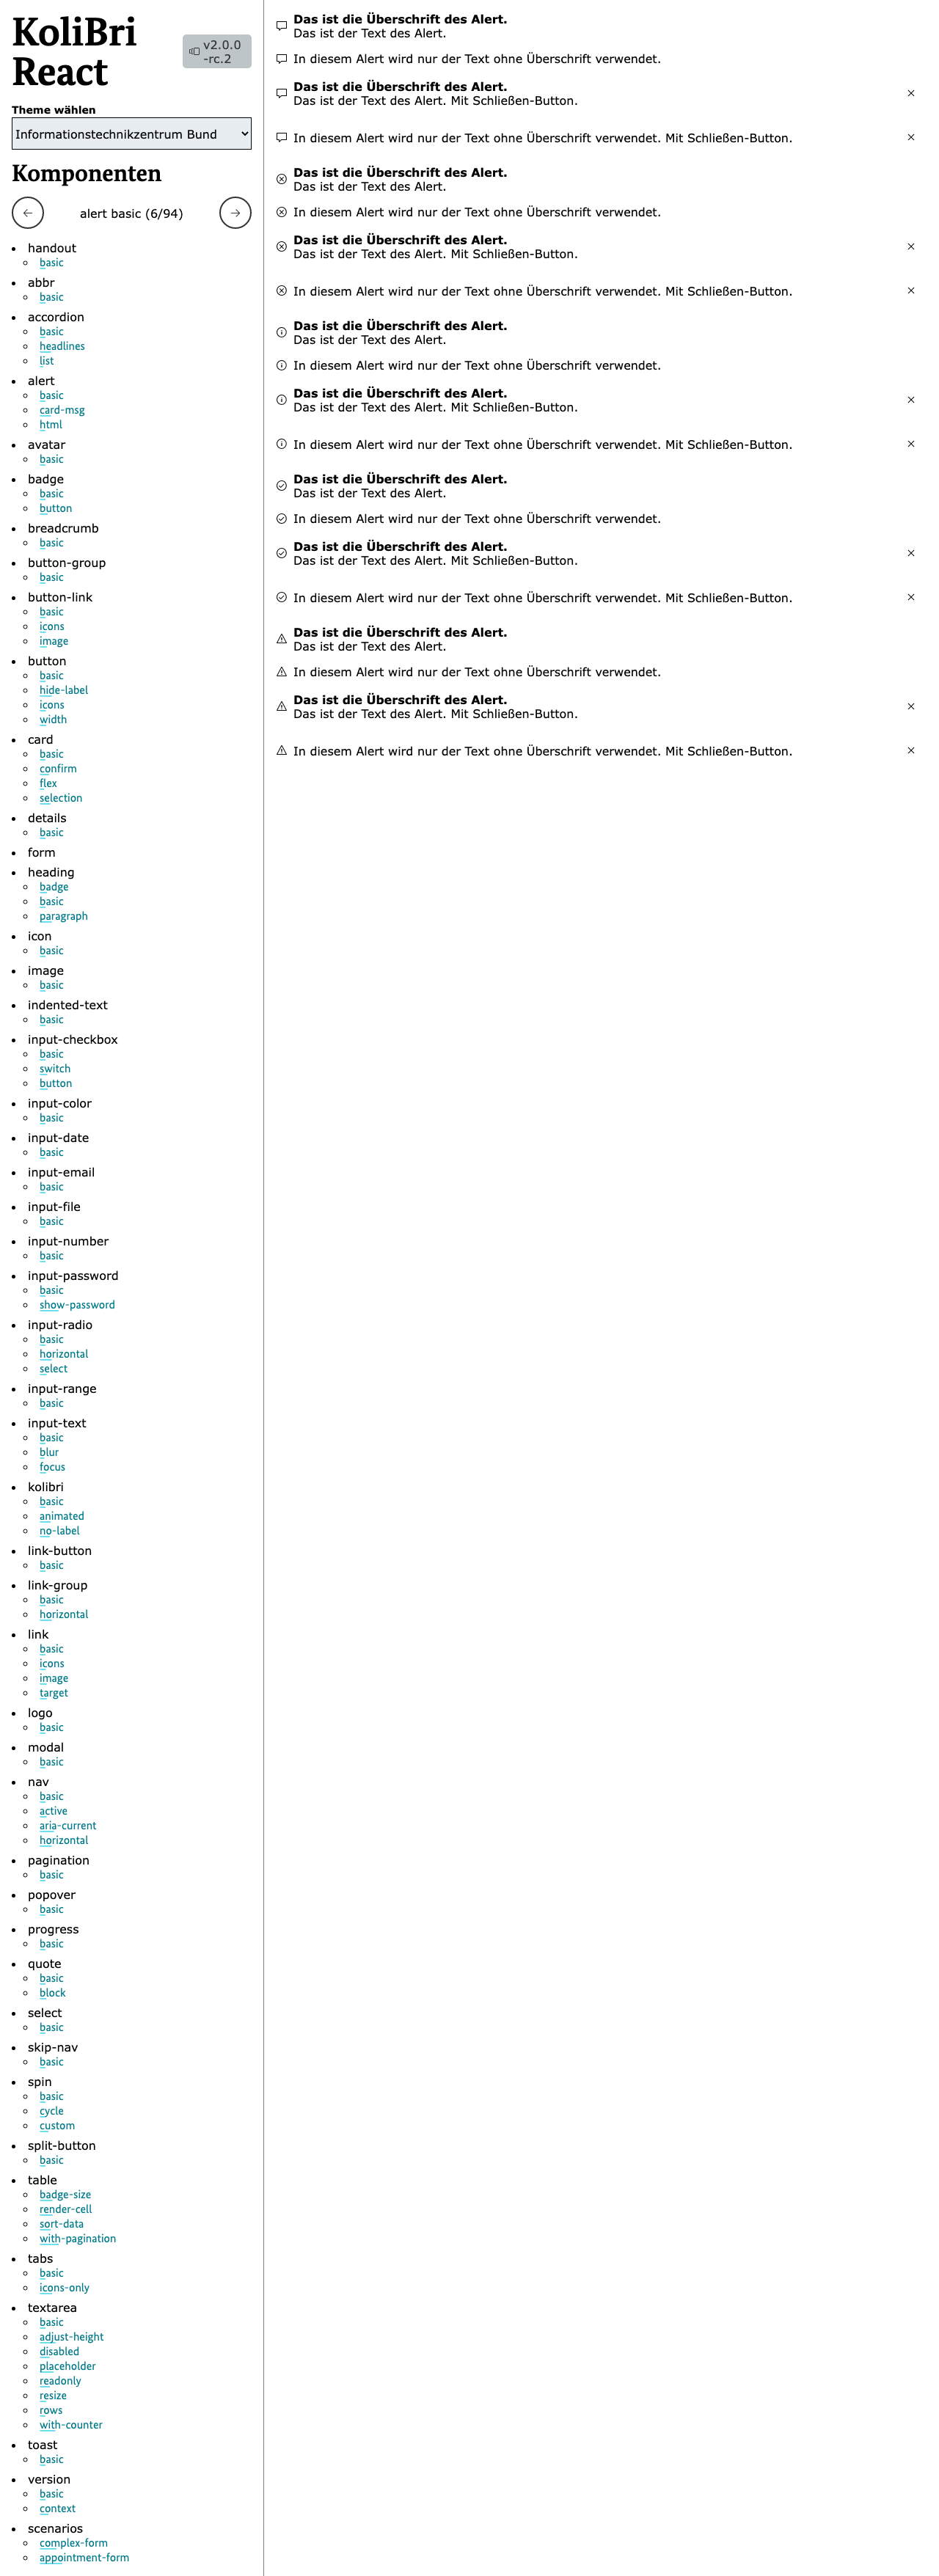 KoliBri
React
v2.0.0
-rc.2
Theme wählen
Informationstechnikzentrum Bund
Komponenten
alert basic (6/94)
handout
basic
abbr
basic
accordion
basic
headlines
list
alert
basic
card-msg
html
avatar
basic
badge
basic
button
breadcrumb
basic
button-group
basic
button-link
basic
icons
image
button
basic
hide-label
icons
width
card
basic
confirm
flex
selection
details
basic
form
heading
badge
basic
paragraph
icon
basic
image
basic
indented-text
basic
input-checkbox
basic
switch
button
input-color
basic
input-date
basic
input-email
basic
input-file
basic
input-number
basic
input-password
basic
show-password
input-radio
basic
horizontal
select
input-range
basic
input-text
basic
blur
focus
kolibri
basic
animated
no-label
link-button
basic
link-group
basic
horizontal
link
basic
icons
image
target
logo
basic
modal
basic
nav
basic
active
aria-current
horizontal
pagination
basic
popover
basic
progress
basic
quote
basic
block
select
basic
skip-nav
basic
spin
basic
cycle
custom
split-button
basic
table
badge-size
render-cell
sort-data
with-pagination
tabs
basic
icons-only
textarea
basic
adjust-height
disabled
placeholder
readonly
resize
rows
with-counter
toast
basic
version
basic
context
scenarios
complex-form
appointment-form
Das ist die Überschrift des Alert.
Das ist der Text des Alert.
In diesem Alert wird nur der Text ohne Überschrift verwendet.
Das ist die Überschrift des Alert.
Das ist der Text des Alert. Mit Schließen-Button.
In diesem Alert wird nur der Text ohne Überschrift verwendet. Mit Schließen-Button.
Das ist die Überschrift des Alert.
Das ist der Text des Alert.
In diesem Alert wird nur der Text ohne Überschrift verwendet.
Das ist die Überschrift des Alert.
Das ist der Text des Alert. Mit Schließen-Button.
In diesem Alert wird nur der Text ohne Überschrift verwendet. Mit Schließen-Button.
Das ist die Überschrift des Alert.
Das ist der Text des Alert.
In diesem Alert wird nur der Text ohne Überschrift verwendet.
Das ist die Überschrift des Alert.
Das ist der Text des Alert. Mit Schließen-Button.
In diesem Alert wird nur der Text ohne Überschrift verwendet. Mit Schließen-Button.
Das ist die Überschrift des Alert.
Das ist der Text des Alert.
In diesem Alert wird nur der Text ohne Überschrift verwendet.
Das ist die Überschrift des Alert.
Das ist der Text des Alert. Mit Schließen-Button.
In diesem Alert wird nur der Text ohne Überschrift verwendet. Mit Schließen-Button.
Das ist die Überschrift des Alert.
Das ist der Text des Alert.
In diesem Alert wird nur der Text ohne Überschrift verwendet.
Das ist die Überschrift des Alert.
Das ist der Text des Alert. Mit Schließen-Button.
In diesem Alert wird nur der Text ohne Überschrift verwendet. Mit Schließen-Button.